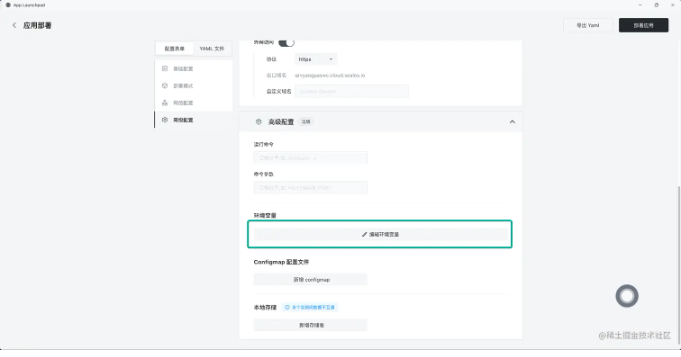 App Launchpad
应用部署
导出 Yaml
部署应用
配置表单
YAML 文件
基础配置
部署模式
网络配置
高级配置
外网访问
协议
https
出口域名
自定义域名
高级配置
运行命令
命令参数
环境变量
编辑环境变量
Configmap 配置文件
新增 configmap
本地存储
新增存储卷
@稀土掘金技术社区